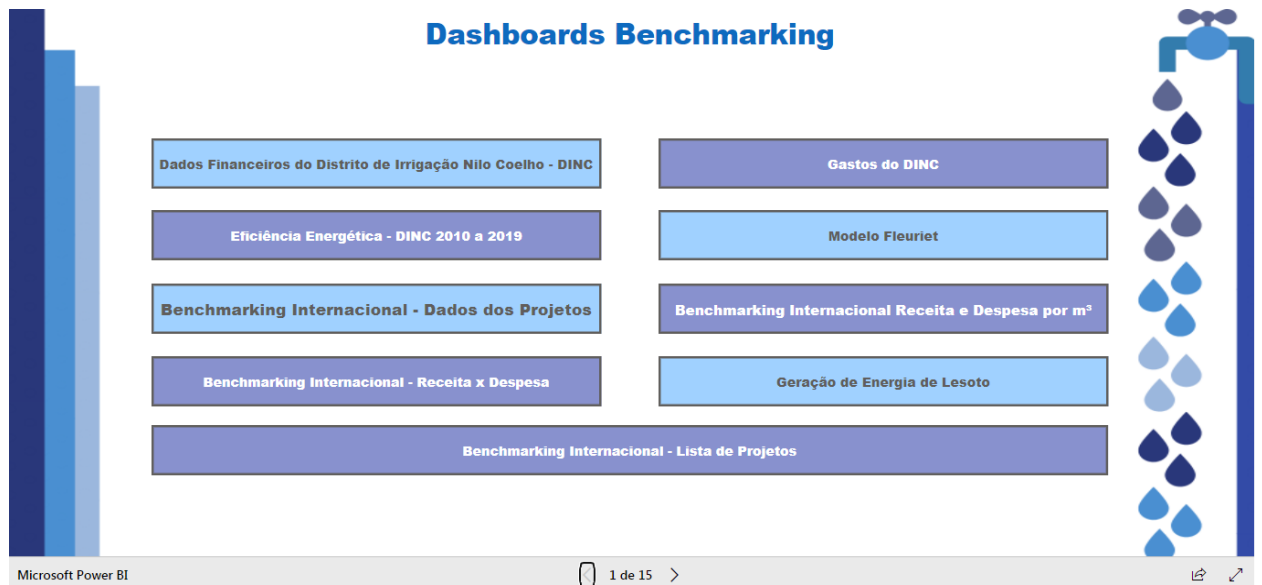 Dashboards Benchmarking
Dados Financeiros do Distrito de Irrigação Nilo Coelho - DINC
Gastos do DINC
Eficiência Energética - DINC 2010 a 2019
Modelo Fleuriet
Benchmarking Internacional - Dados dos Projetos
Benchmarking Internacional Receita e Despesa por m³
Benchmarking Internacional - Receita x Despesa
Geração de Energia de Lesoto
Benchmarking Internacional - Lista de Projetos
Microsoft Power BI
1 de 15